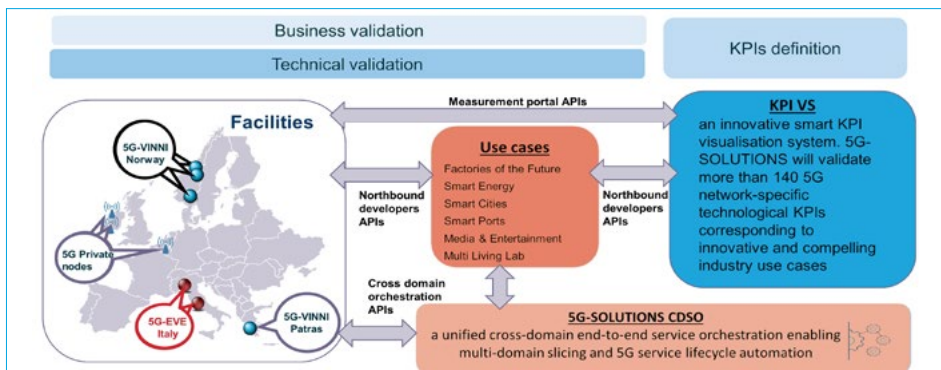 Business validation
Technical validation
KPIs definition
Measurement portal APIs
Facilities
5G-VINNI
Norway
5G Private
nodes
5G-EVE
Italy
5G-VINNI
Patras
Northbound
developers
APIs
Use cases
Factories of the Future
Smart Energy
Smart Cities
Smart Ports
Media & Entertainment
Multi Living Lab
Northbound
developers
APIs
KPI VS
an innovative smart KPI
visualisation system. 5G-
SOLUTIONS will validate
more than 140 5G
network-specific
technological KPIs
corresponding to
innovative and compelling
industry use cases
Cross domain
orchestration
APIs
5G-SOLUTIONS CDSO
a unified cross-domain end-to-end service orchestration enabling
multi-domain slicing and 5G service lifecycle automation